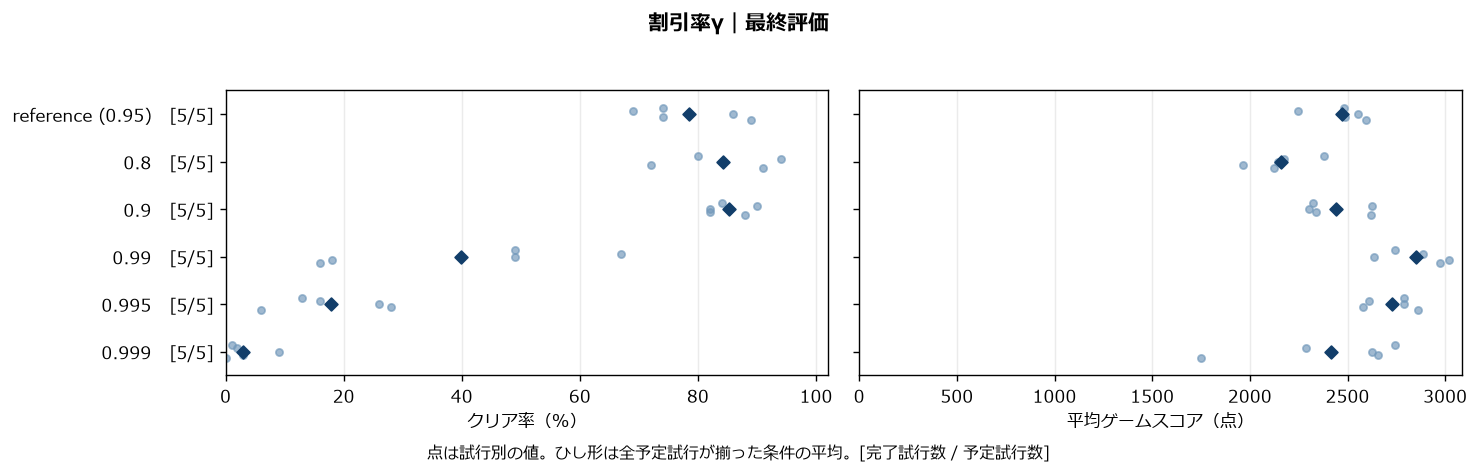 割引率γ｜最終評価
reference (0.95) [5/5]
0.8 [5/5]
0.9 [5/5]
0.99 [5/5]
0.995 [5/5]
0.999 [5/5]
0 20 40 60 80 100
クリア率（%）
0 500 1000 1500 2000 2500 3000
平均ゲームスコア（点）
点は試行別の値。ひし形は全予定試行が揃った条件の平均。[完了試行数 / 予定試行数]